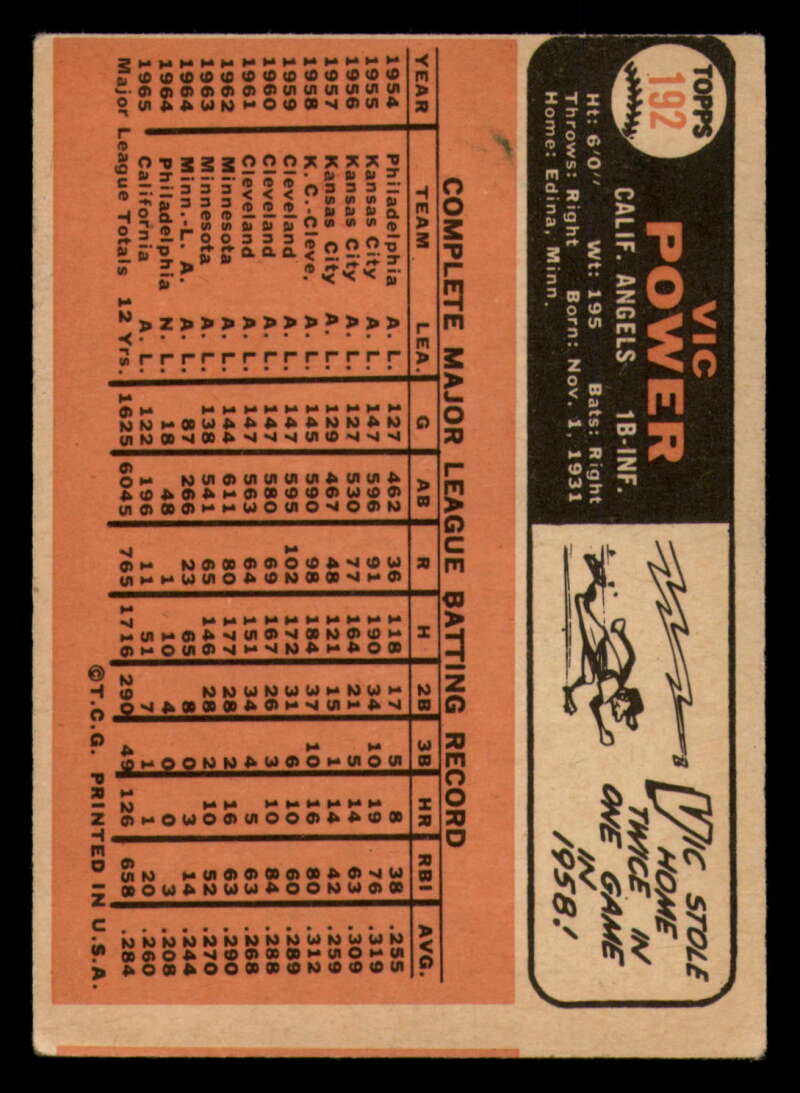 TOPPS
192
VIC
POWER
CALIF. ANGELS 1B-INF.
Ht: 6'0" Wt: 195 Bats: Right
Throws: Right Born: Nov. 1, 1931
Home: Edina, Minn.
VIC STOLE
HOME
TWICE IN
ONE GAME
IN
1958!
B
COMPLETE MAJOR LEAGUE BATTING RECORD
YEAR TEAM LEA. G AB R H 2B 3B HR RBI AVG.
1954 Philadelphia A. L. 127 462 36 118 17 5 8 38 .255
1955 Kansas City A. L. 147 596 91 190 34 10 19 76 .319
1956 Kansas City A. L. 127 530 77 164 21 5 14 63 .309
1957 Kansas City A. L. 129 467 48 121 15 1 14 42 .259
1958 K. C.-Cleve. A. L. 145 590 98 184 37 10 16 80 .312
1959 Cleveland A. L. 147 595 102 172 31 6 10 60 .289
1960 Cleveland A. L. 147 580 69 167 26 3 10 84 .288
1961 Cleveland A. L. 147 563 64 151 34 4 5 63 .268
1962 Minnesota A. L. 144 611 80 177 28 2 16 63 .290
1963 Minnesota A. L. 138 541 65 146 28 2 10 52 .270
1964 Minn.-L. A. A. L. 87 266 23 65 8 0 3 14 .244
1964 Philadelphia N. L. 18 48 1 10 4 0 0 3 .208
1965 California A. L. 122 196 11 51 7 1 1 20 .260
Major League Totals 12 Yrs. 1625 6045 765 1716 290 49 126 658 .284
©T.C.G. PRINTED IN U.S.A.